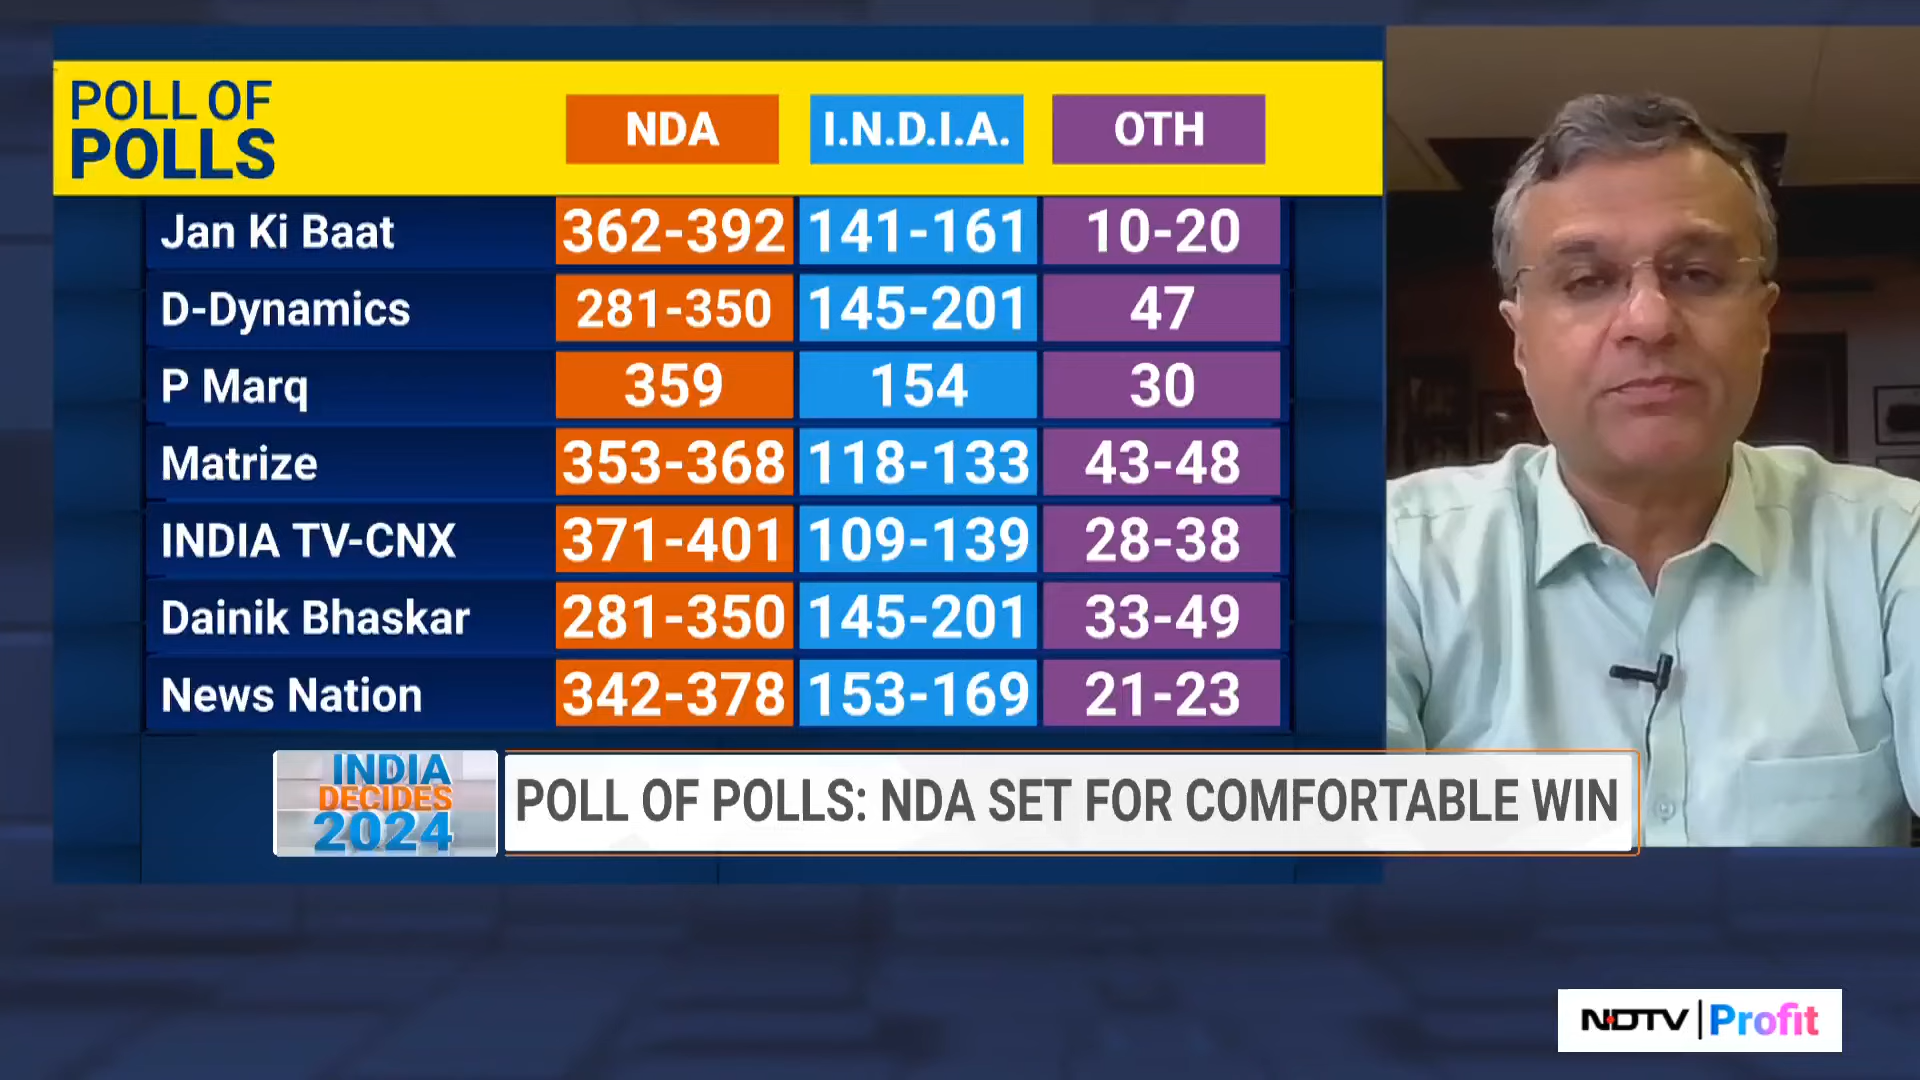 POLL OF
POLLS
NDA I.N.D.I.A. OTH
Jan Ki Baat 362-392 141-161 10-20
D-Dynamics 281-350 145-201 47
P Marq 359 154 30
Matrize 353-368 118-133 43-48
INDIA TV-CNX 371-401 109-139 28-38
Dainik Bhaskar 281-350 145-201 33-49
News Nation 342-378 153-169 21-23
INDIA
DECIDES
2024
POLL OF POLLS: NDA SET FOR COMFORTABLE WIN
NDTV | Profit